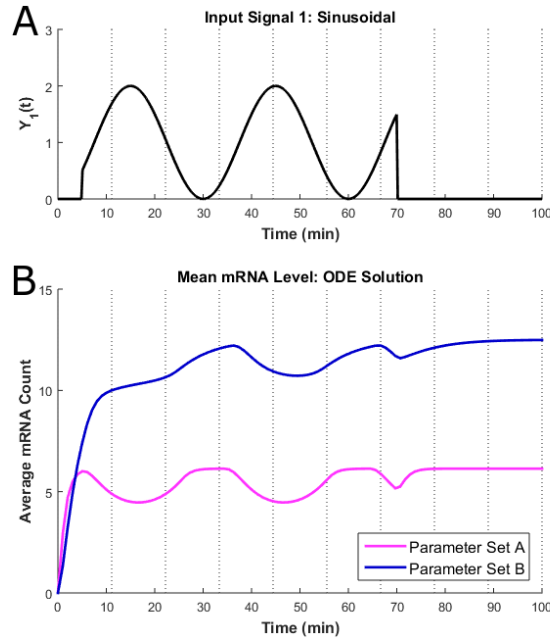 A
Input Signal 1: Sinusoidal
Y1(t)
3
2
1
0
0 10 20 30 40 50 60 70 80 90 100
Time (min)
B
Mean mRNA Level: ODE Solution
Average mRNA Count
15
10
5
0
Parameter Set A
Parameter Set B
0 10 20 30 40 50 60 70 80 90 100
Time (min)